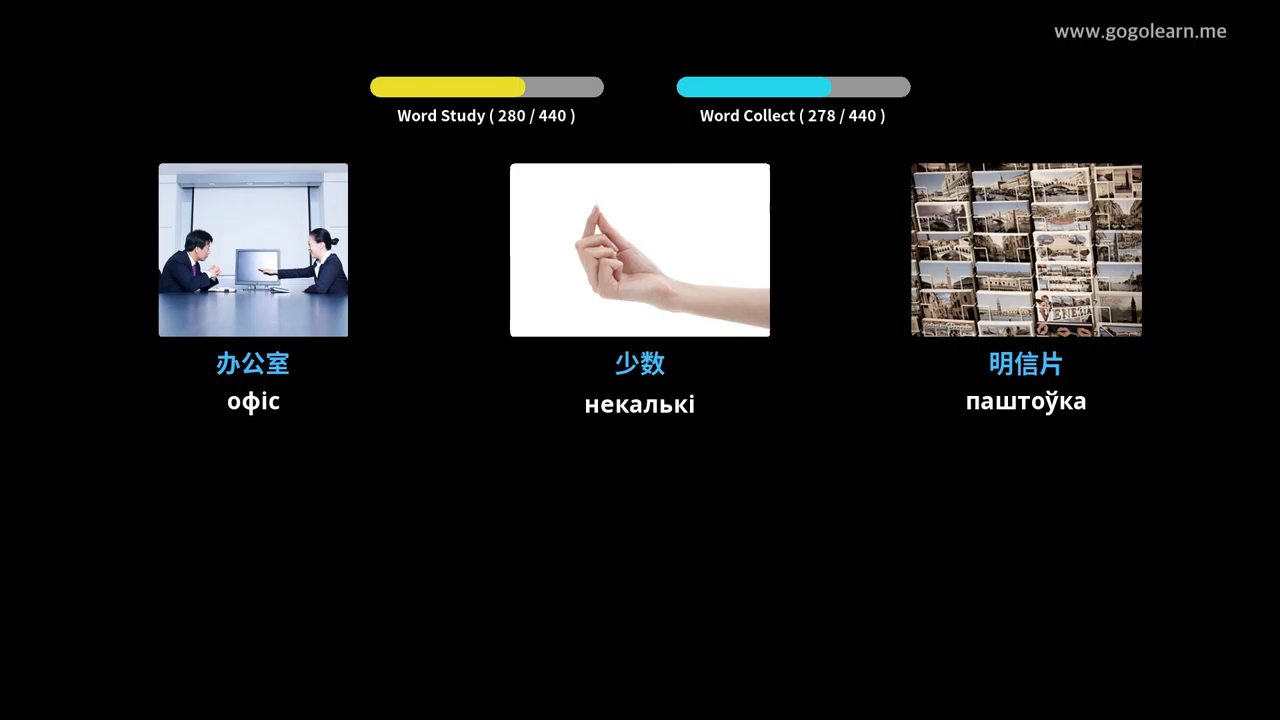 www.gogolearn.me
Word Study ( 280 / 440 )
Word Collect ( 278 / 440 )
VENEZIA
办公室
少数
明信片
офіс
некалькі
паштоўка